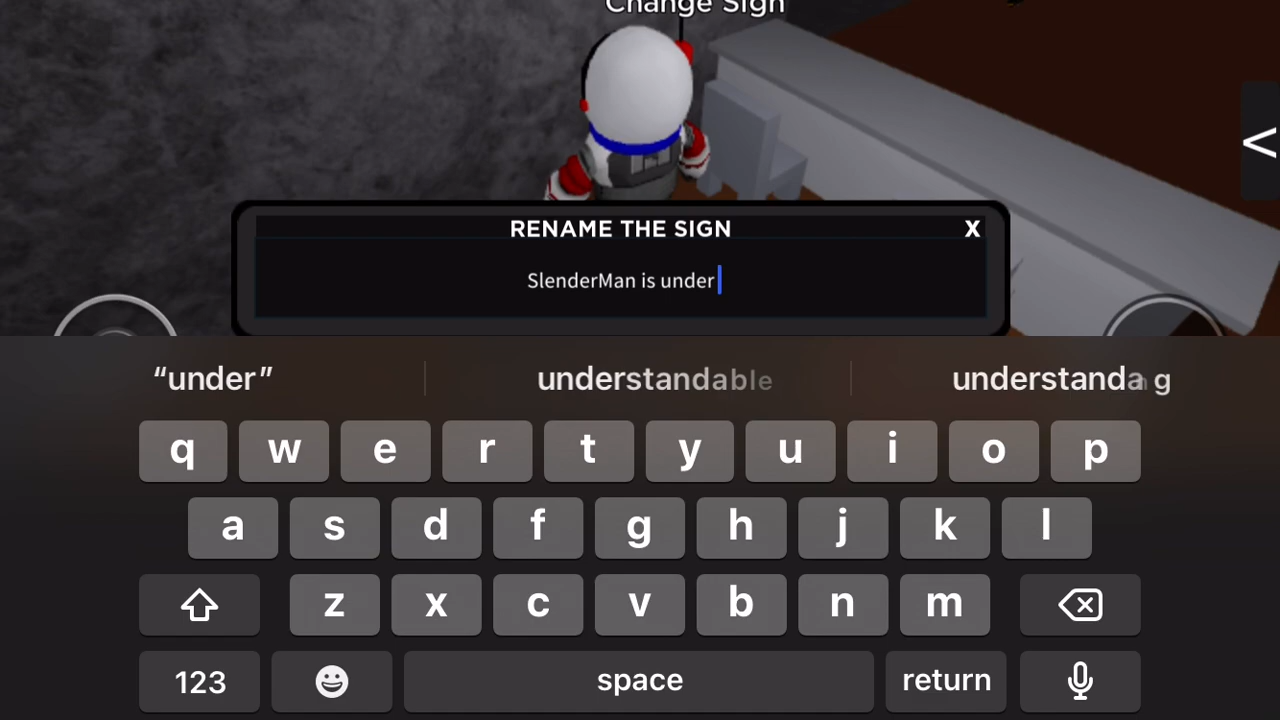 Change Sign
RENAME THE SIGN X
SlenderMan is under
“under” understandable
q w e r t y u i o p
a s d f g h j k l
z x c v b n m
123 space return